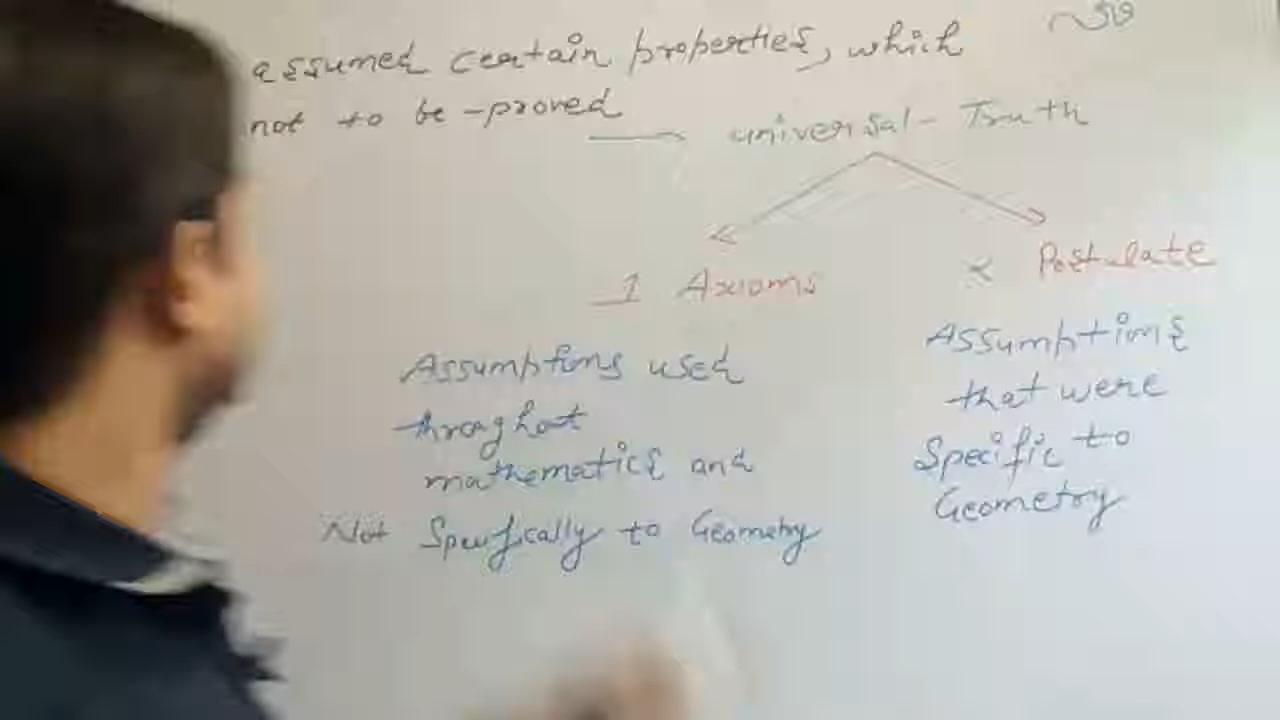 assumed certain properties, which
not to be proved
universal - Truth
1 Axioms
Postulate
Assumptions used
throughout
mathematics and
Not Specifically to Geometry
Assumptions
that were
Specific to
Geometry